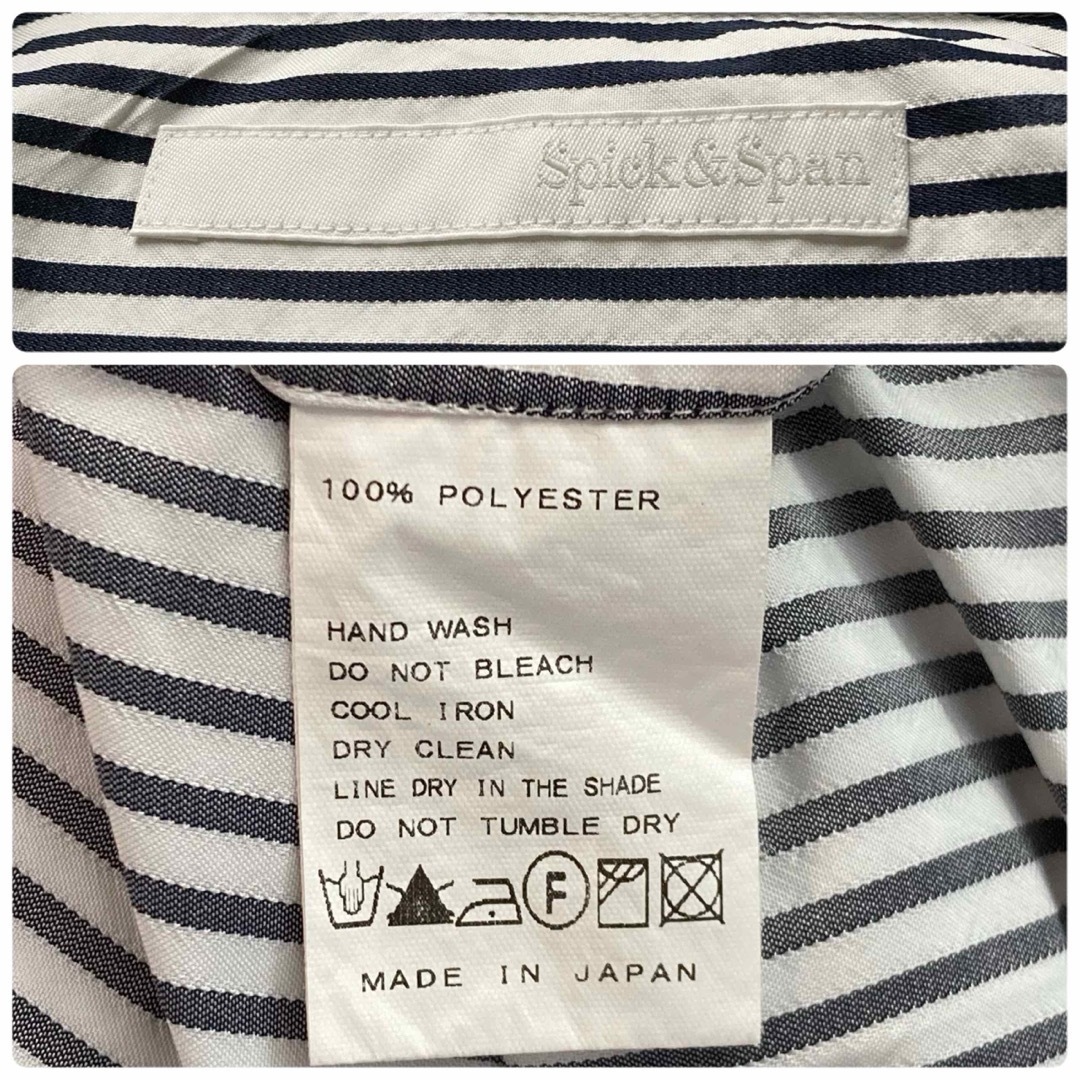 Spick&Span
100% POLYESTER
HAND WASH
DO NOT BLEACH
COOL IRON
DRY CLEAN
LINE DRY IN THE SHADE
DO NOT TUMBLE DRY
F
MADE IN JAPAN